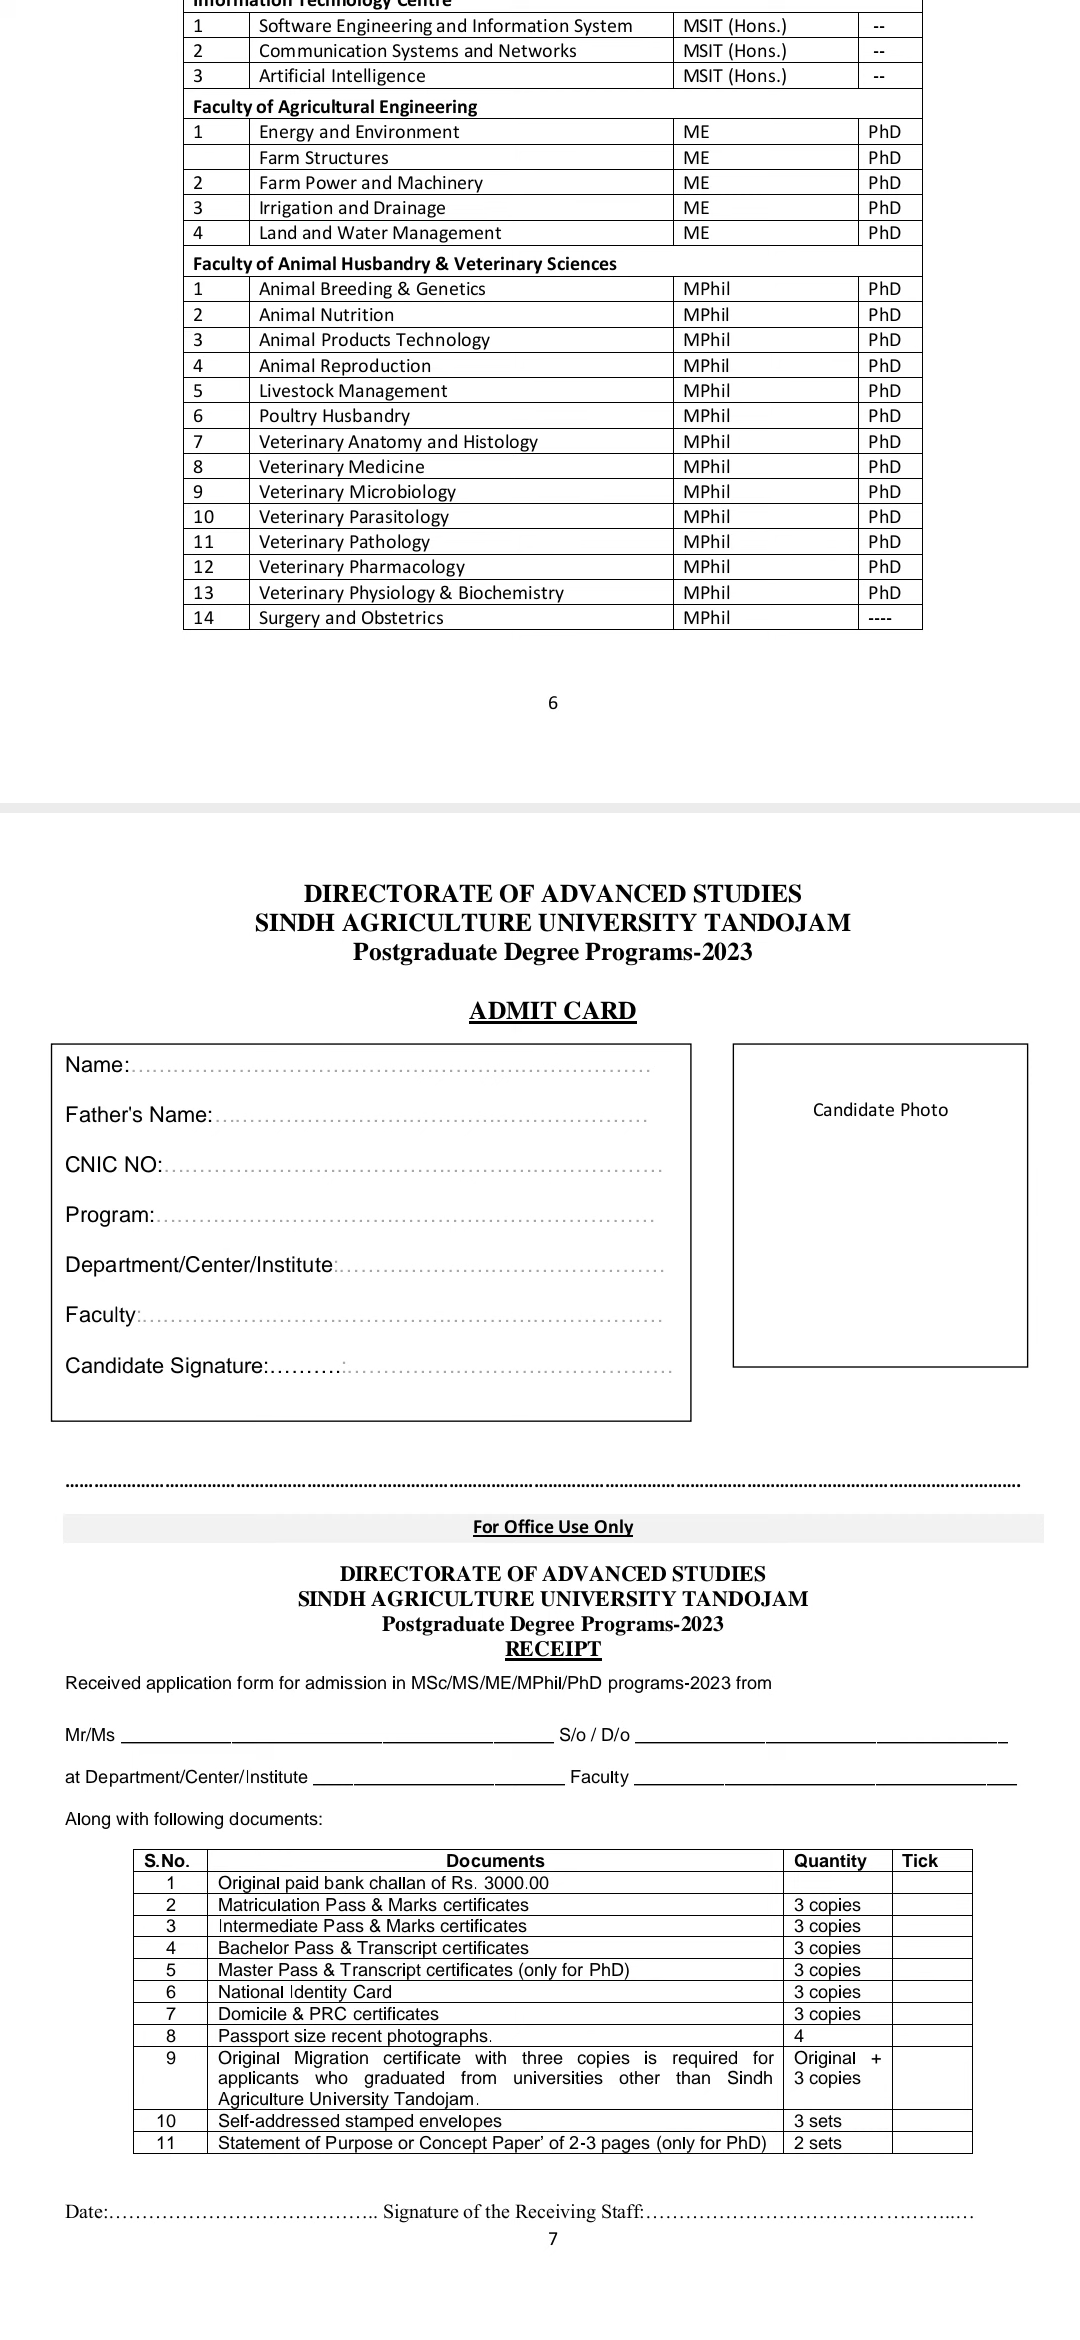 Information Technology Centre
1 Software Engineering and Information System MSIT (Hons.) --
2 Communication Systems and Networks MSIT (Hons.) --
3 Artificial Intelligence MSIT (Hons.) --
Faculty of Agricultural Engineering
1 Energy and Environment ME PhD
Farm Structures ME PhD
2 Farm Power and Machinery ME PhD
3 Irrigation and Drainage ME PhD
4 Land and Water Management ME PhD
Faculty of Animal Husbandry & Veterinary Sciences
1 Animal Breeding & Genetics MPhil PhD
2 Animal Nutrition MPhil PhD
3 Animal Products Technology MPhil PhD
4 Animal Reproduction MPhil PhD
5 Livestock Management MPhil PhD
6 Poultry Husbandry MPhil PhD
7 Veterinary Anatomy and Histology MPhil PhD
8 Veterinary Medicine MPhil PhD
9 Veterinary Microbiology MPhil PhD
10 Veterinary Parasitology MPhil PhD
11 Veterinary Pathology MPhil PhD
12 Veterinary Pharmacology MPhil PhD
13 Veterinary Physiology & Biochemistry MPhil PhD
14 Surgery and Obstetrics MPhil ----
6
DIRECTORATE OF ADVANCED STUDIES
SINDH AGRICULTURE UNIVERSITY TANDOJAM
Postgraduate Degree Programs-2023
ADMIT CARD
Name:……………………………………………………………
Father's Name:…………………………………………………
CNIC NO:…………………………………………………………
Program:…………………………………………………………
Department/Center/Institute:……………………………………
Faculty:……………………………………………………………
Candidate Signature:……….:……………………………………
Candidate Photo
………………………………………………………………………………………………………………
For Office Use Only
DIRECTORATE OF ADVANCED STUDIES
SINDH AGRICULTURE UNIVERSITY TANDOJAM
Postgraduate Degree Programs-2023
RECEIPT
Received application form for admission in MSc/MS/ME/MPhil/PhD programs-2023 from
Mr/Ms ______________________ S/o / D/o ______________________
at Department/Center/Institute ______________________ Faculty ______________________
Along with following documents:
S.No. Documents Quantity Tick
1 Original paid bank challan of Rs. 3000.00
2 Matriculation Pass & Marks certificates 3 copies
3 Intermediate Pass & Marks certificates 3 copies
4 Bachelor Pass & Transcript certificates 3 copies
5 Master Pass & Transcript certificates (only for PhD) 3 copies
6 National Identity Card 3 copies
7 Domicile & PRC certificates 3 copies
8 Passport size recent photographs. 4
9 Original Migration certificate with three copies is required for Original +
applicants who graduated from universities other than Sindh 3 copies
Agriculture University Tandojam.
10 Self-addressed stamped envelopes 3 sets
11 Statement of Purpose or Concept Paper’ of 2-3 pages (only for PhD) 2 sets
Date:………………………………….. Signature of the Receiving Staff:…………………………………………..…
7